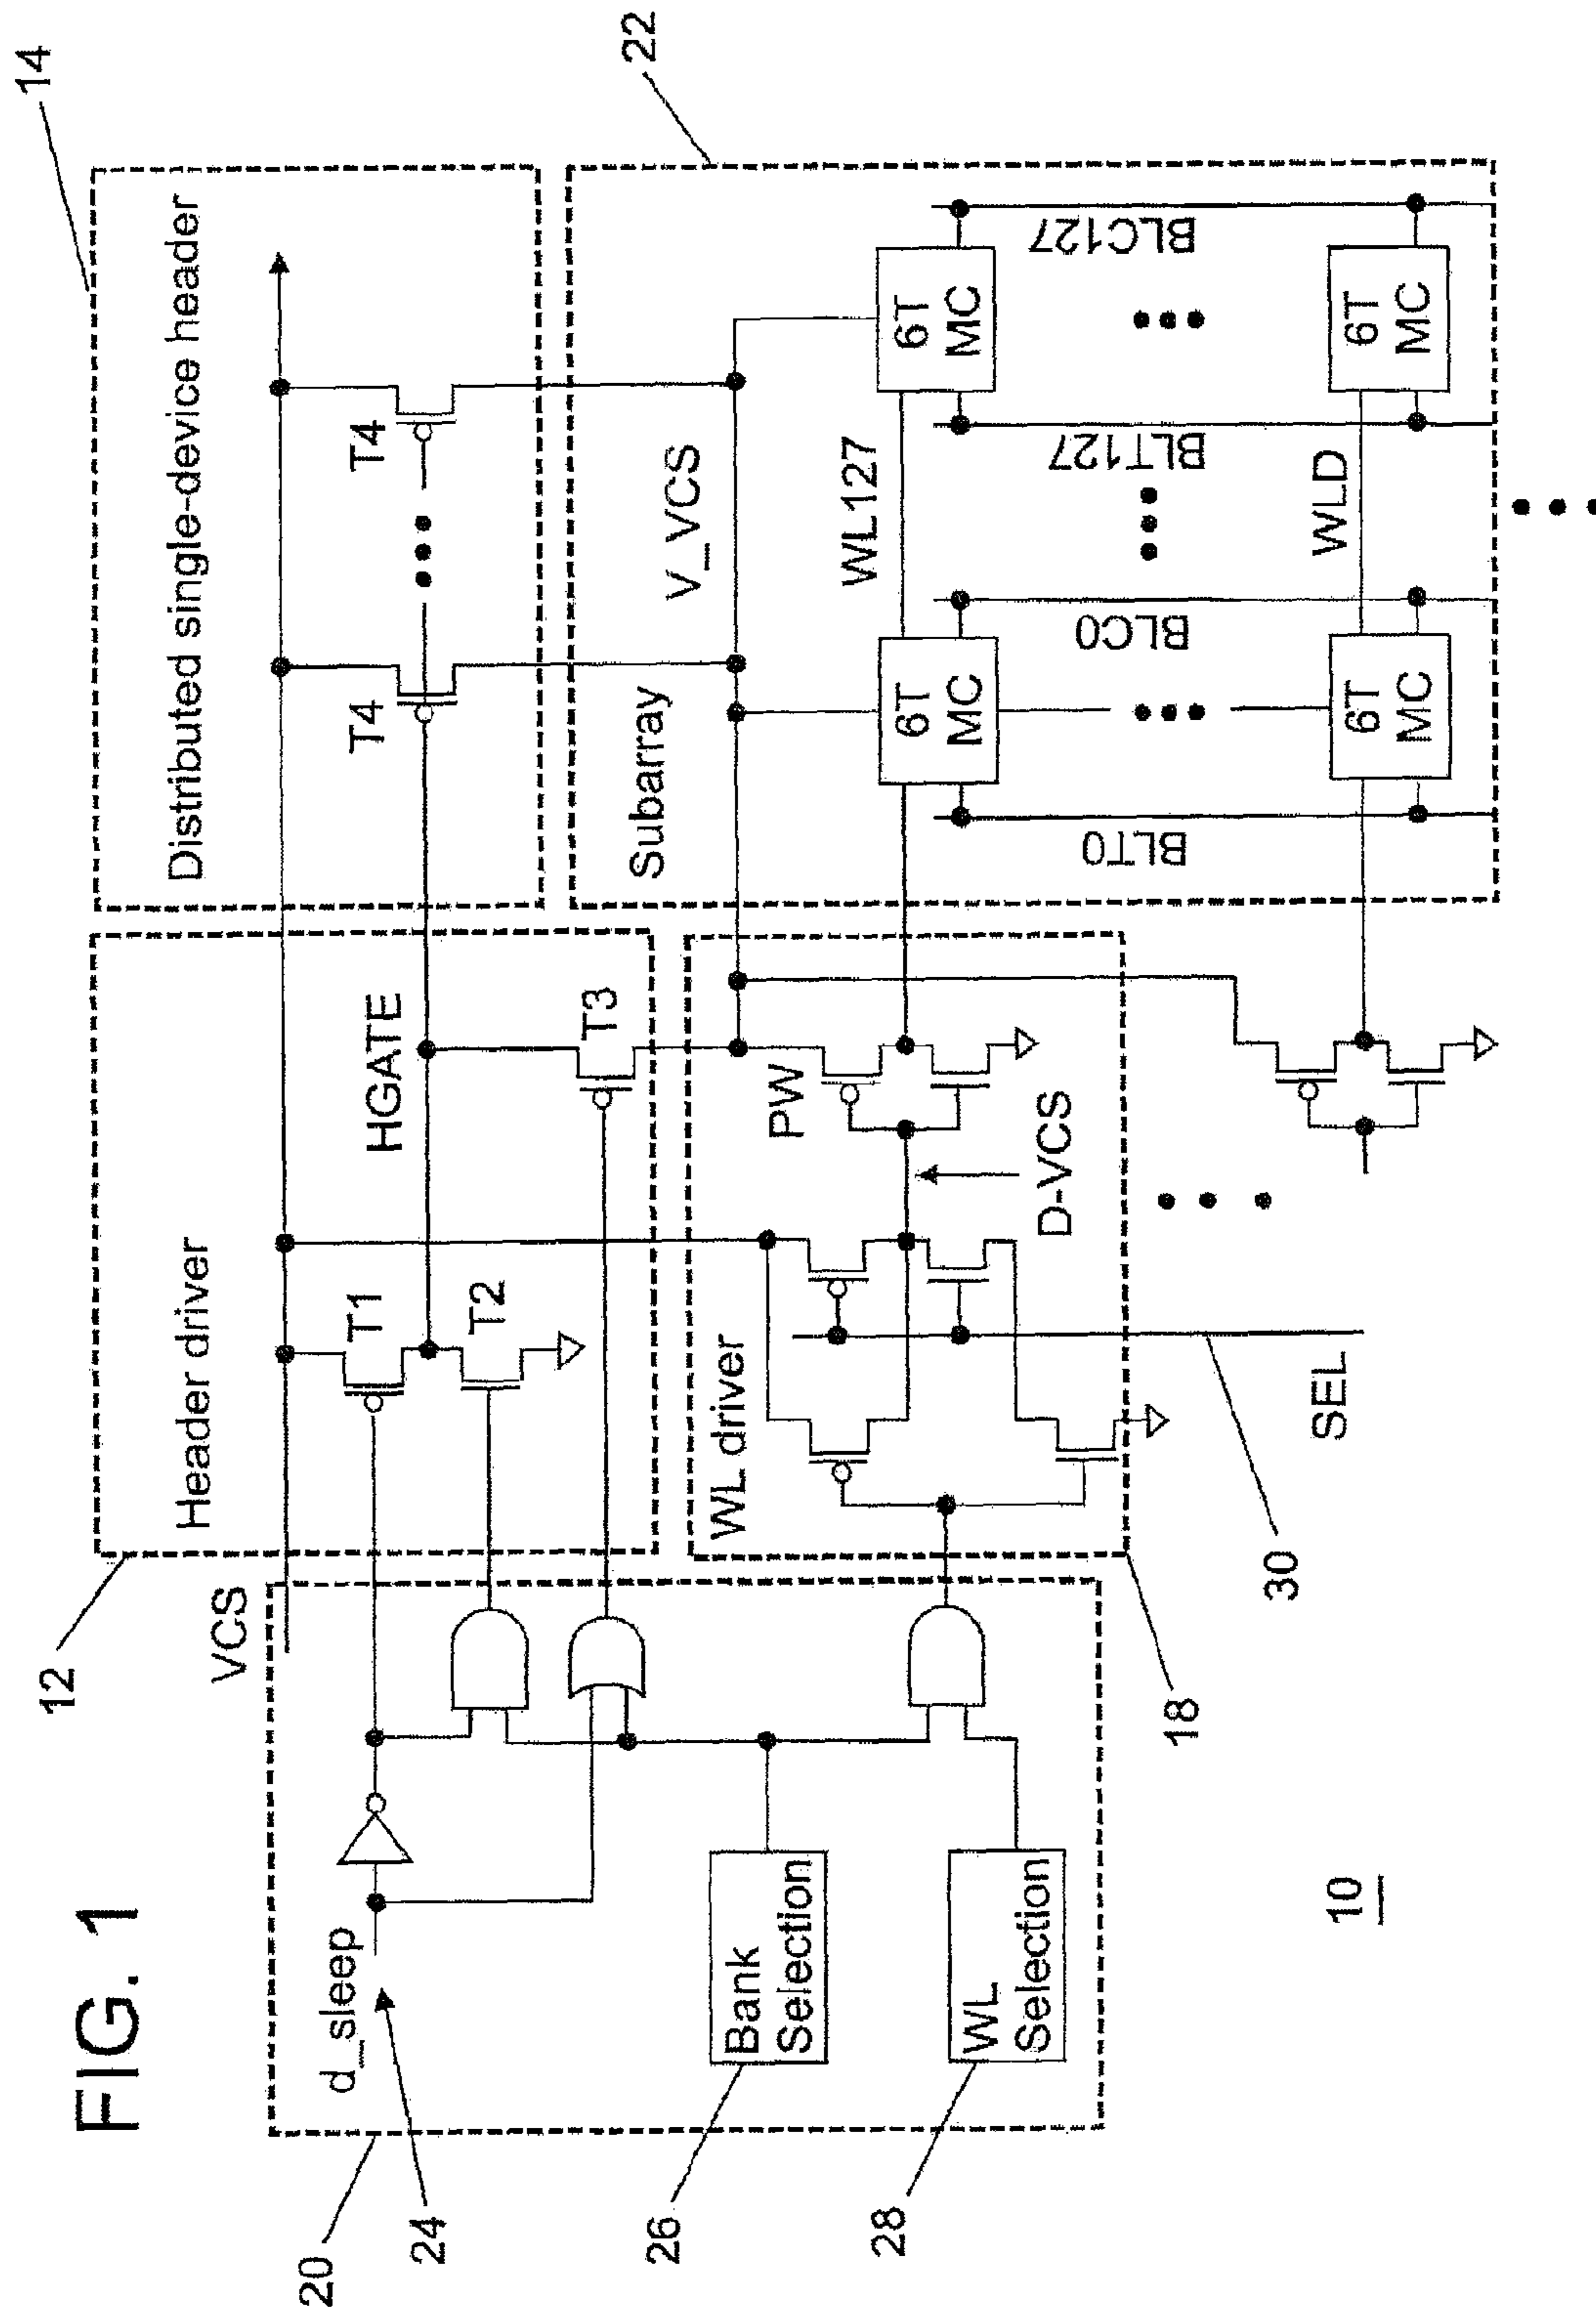 FIG. 1
14
12
VCS
Header driver
Distributed single-device header
20
d_sleep
24
T1
T2
HGATE
T3
T4
T4
22
Subarray
V_VCS
WL driver
PW
D-VCS
26
Bank
Selection
28
WL
Selection
WL127
6T
MC
6T
MC
BLT0
BLC0
BLT127
BLC127
WLD
6T
MC
6T
MC
18
30
SEL
10